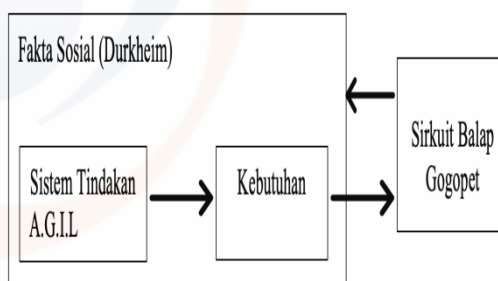 Fakta Sosial (Durkheim)
Sistem Tindakan
A.G.I.L
Kebutuhan
Sirkuit Balap
Gogopet